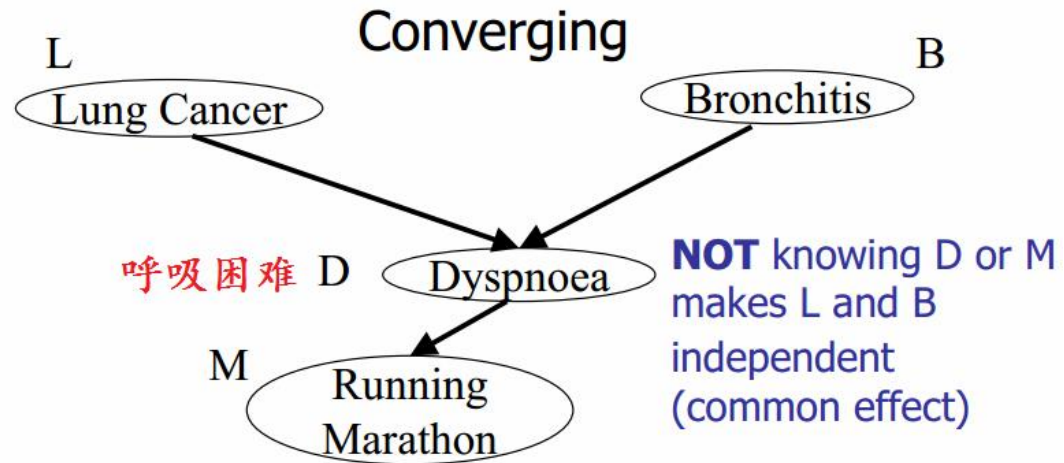 Converging
L
Lung Cancer
B
Bronchitis
呼吸困难 D
Dyspnoea
NOT knowing D or M
makes L and B
independent
(common effect)
M
Running
Marathon